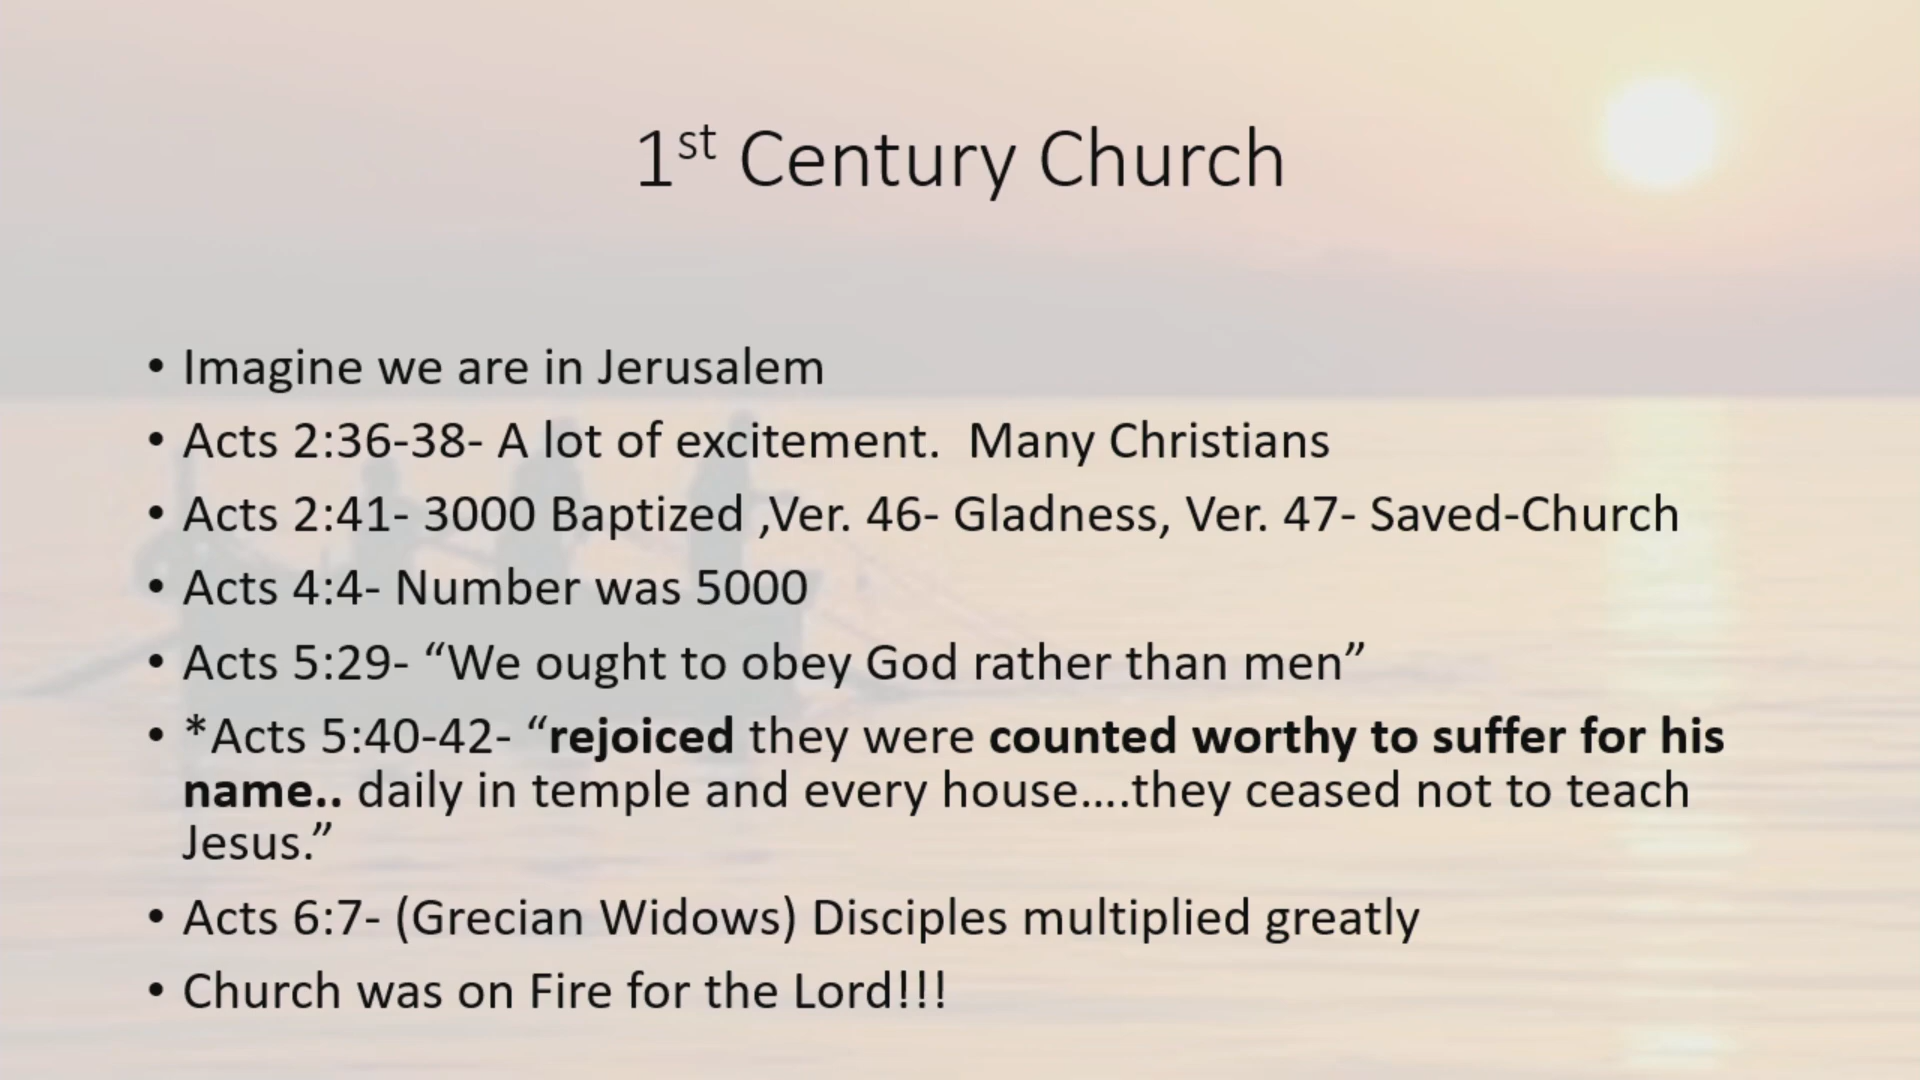 1st Century Church
• Imagine we are in Jerusalem
• Acts 2:36-38- A lot of excitement.  Many Christians
• Acts 2:41- 3000 Baptized ,Ver. 46- Gladness, Ver. 47- Saved-Church
• Acts 4:4- Number was 5000
• Acts 5:29- “We ought to obey God rather than men”
• *Acts 5:40-42- “rejoiced they were counted worthy to suffer for his
name.. daily in temple and every house….they ceased not to teach
Jesus.”
• Acts 6:7- (Grecian Widows) Disciples multiplied greatly
• Church was on Fire for the Lord!!!